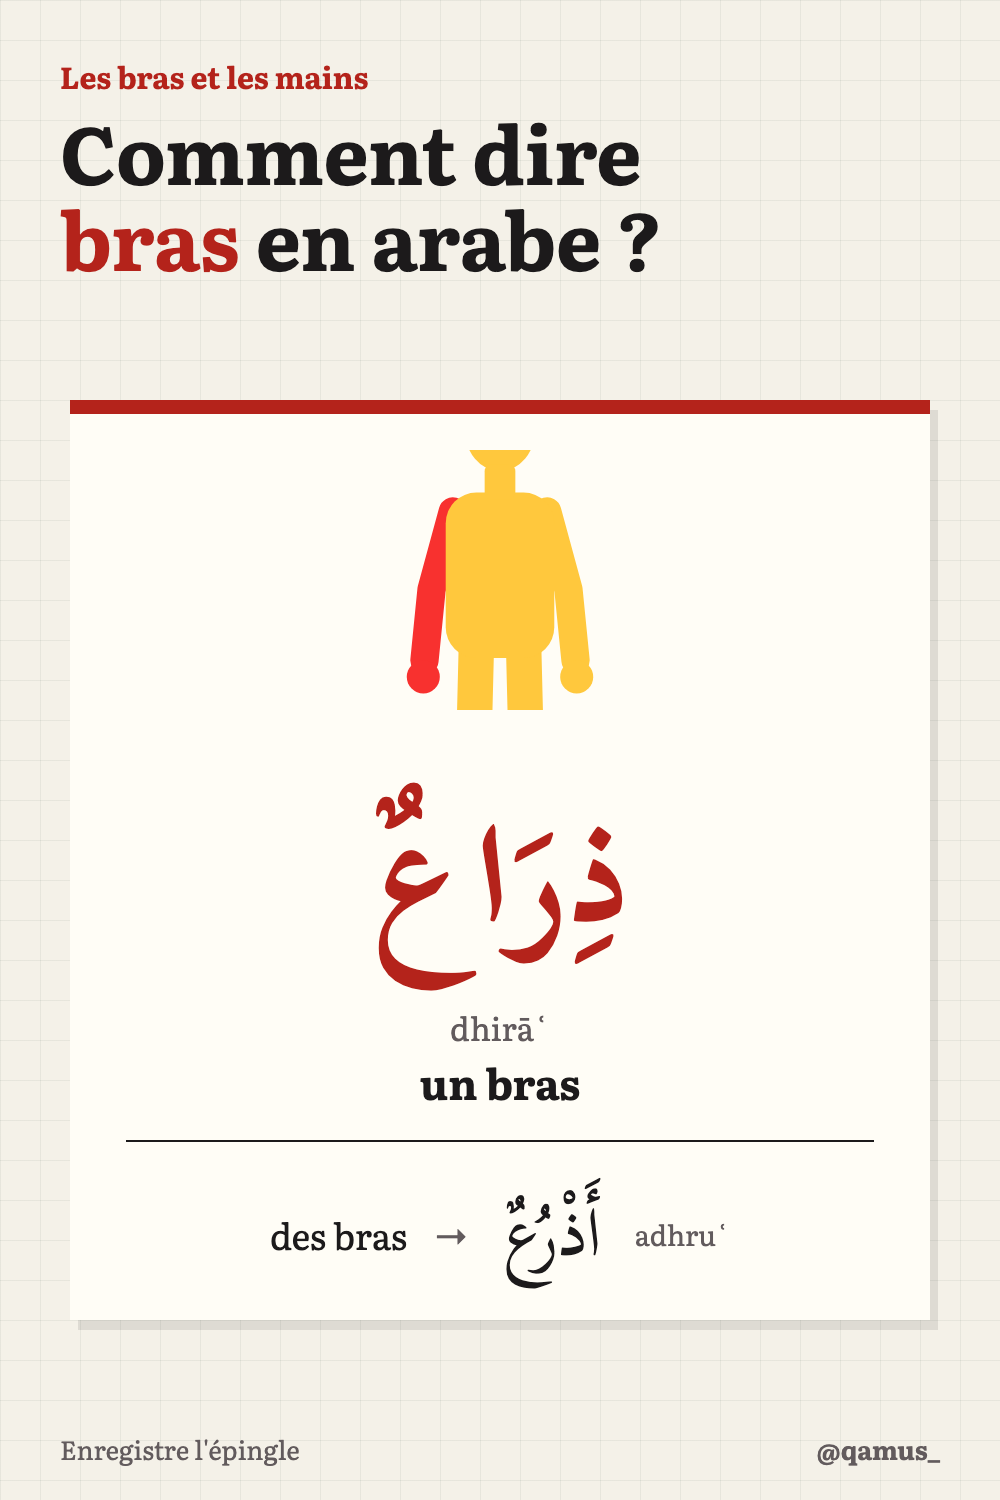 Les bras et les mains
Comment dire
bras en arabe ?
ذِرَاعٌ
dhirāʿ
un bras
des bras → أَذْرُعٌ adhruʿ
Enregistre l'épingle
@qamus_